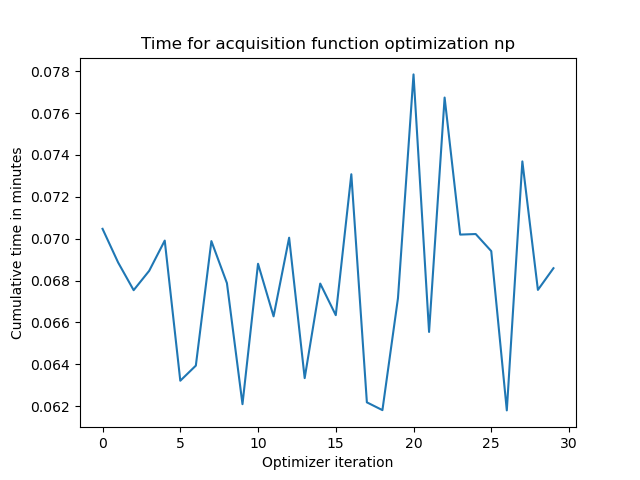 Time for acquisition function optimization np
0.078
0.076
0.074
0.072
0.070
0.068
0.066
0.064
0.062
Cumulative time in minutes
0 5 10 15 20 25 30
Optimizer iteration